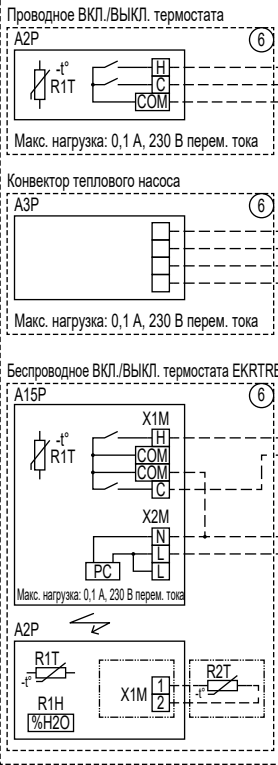 Проводное ВКЛ./ВЫКЛ. термостата
A2P
6
-t°
R1T
H
C
COM
Макс. нагрузка: 0,1 А, 230 В перем. тока
Конвектор теплового насоса
A3P
6
Макс. нагрузка: 0,1 А, 230 В перем. тока
Беспроводное ВКЛ./ВЫКЛ. термостата EKRTRE
A15P
6
X1M
-t°
R1T
H
COM
COM
C
X2M
N
L
PC
L
Макс. нагрузка: 0,1 А, 230 В перем. тока
A2P
R1T
-t°
R1H
%H2O
X1M
1
2
R2T
-t°